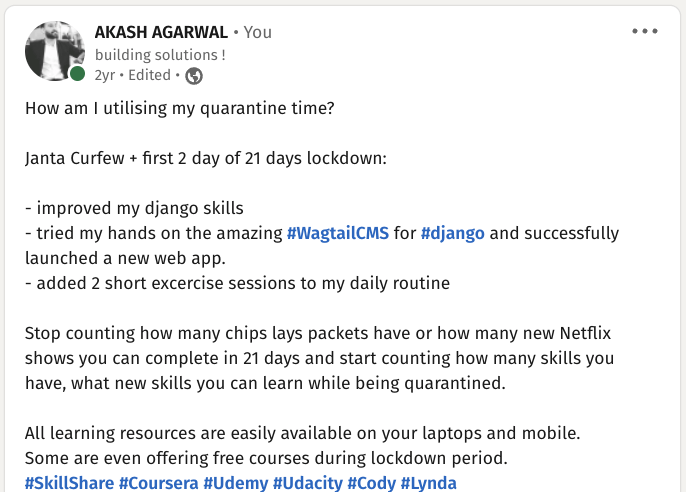 AKASH AGARWAL • You
building solutions !
2yr • Edited •
How am I utilising my quarantine time?
Janta Curfew + first 2 day of 21 days lockdown:
- improved my django skills
- tried my hands on the amazing #WagtailCMS for #django and successfully
launched a new web app.
- added 2 short excercise sessions to my daily routine
Stop counting how many chips lays packets have or how many new Netflix
shows you can complete in 21 days and start counting how many skills you
have, what new skills you can learn while being quarantined.
All learning resources are easily available on your laptops and mobile.
Some are even offering free courses during lockdown period.
#SkillShare #Coursera #Udemy #Udacity #Cody #Lynda